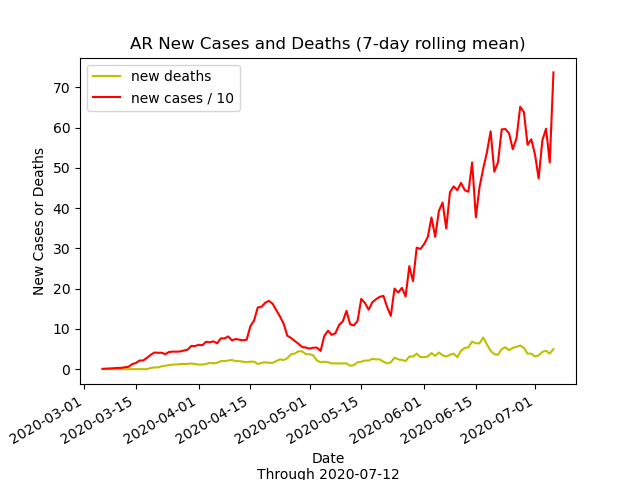 AR New Cases and Deaths (7-day rolling mean)
new deaths
new cases / 10
New Cases or Deaths
70
60
50
40
30
20
10
0
2020-03-01
2020-03-15
2020-04-01
2020-04-15
2020-05-01
2020-05-15
2020-06-01
2020-06-15
2020-07-01
Date
Through 2020-07-12